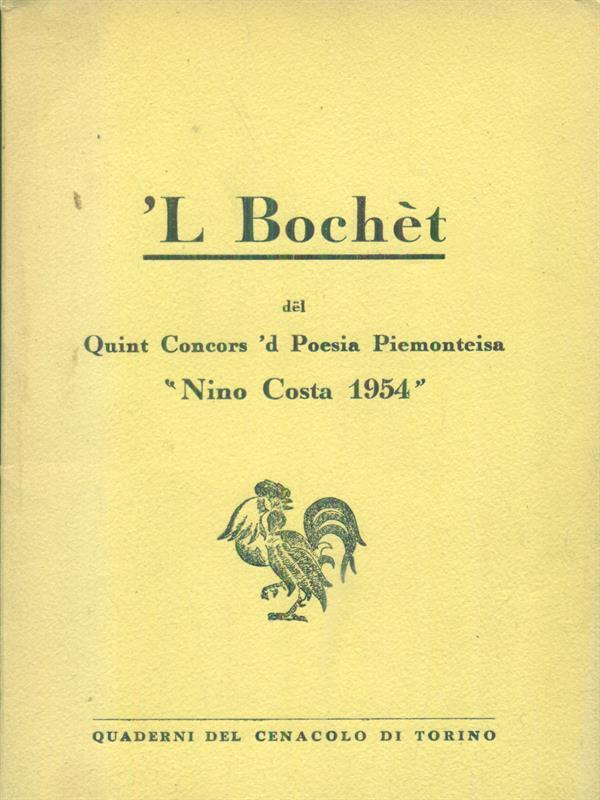 'L Bochèt
dël
Quint Concors 'd Poesia Piemonteisa
“Nino Costa 1954”
QUADERNI DEL CENACOLO DI TORINO